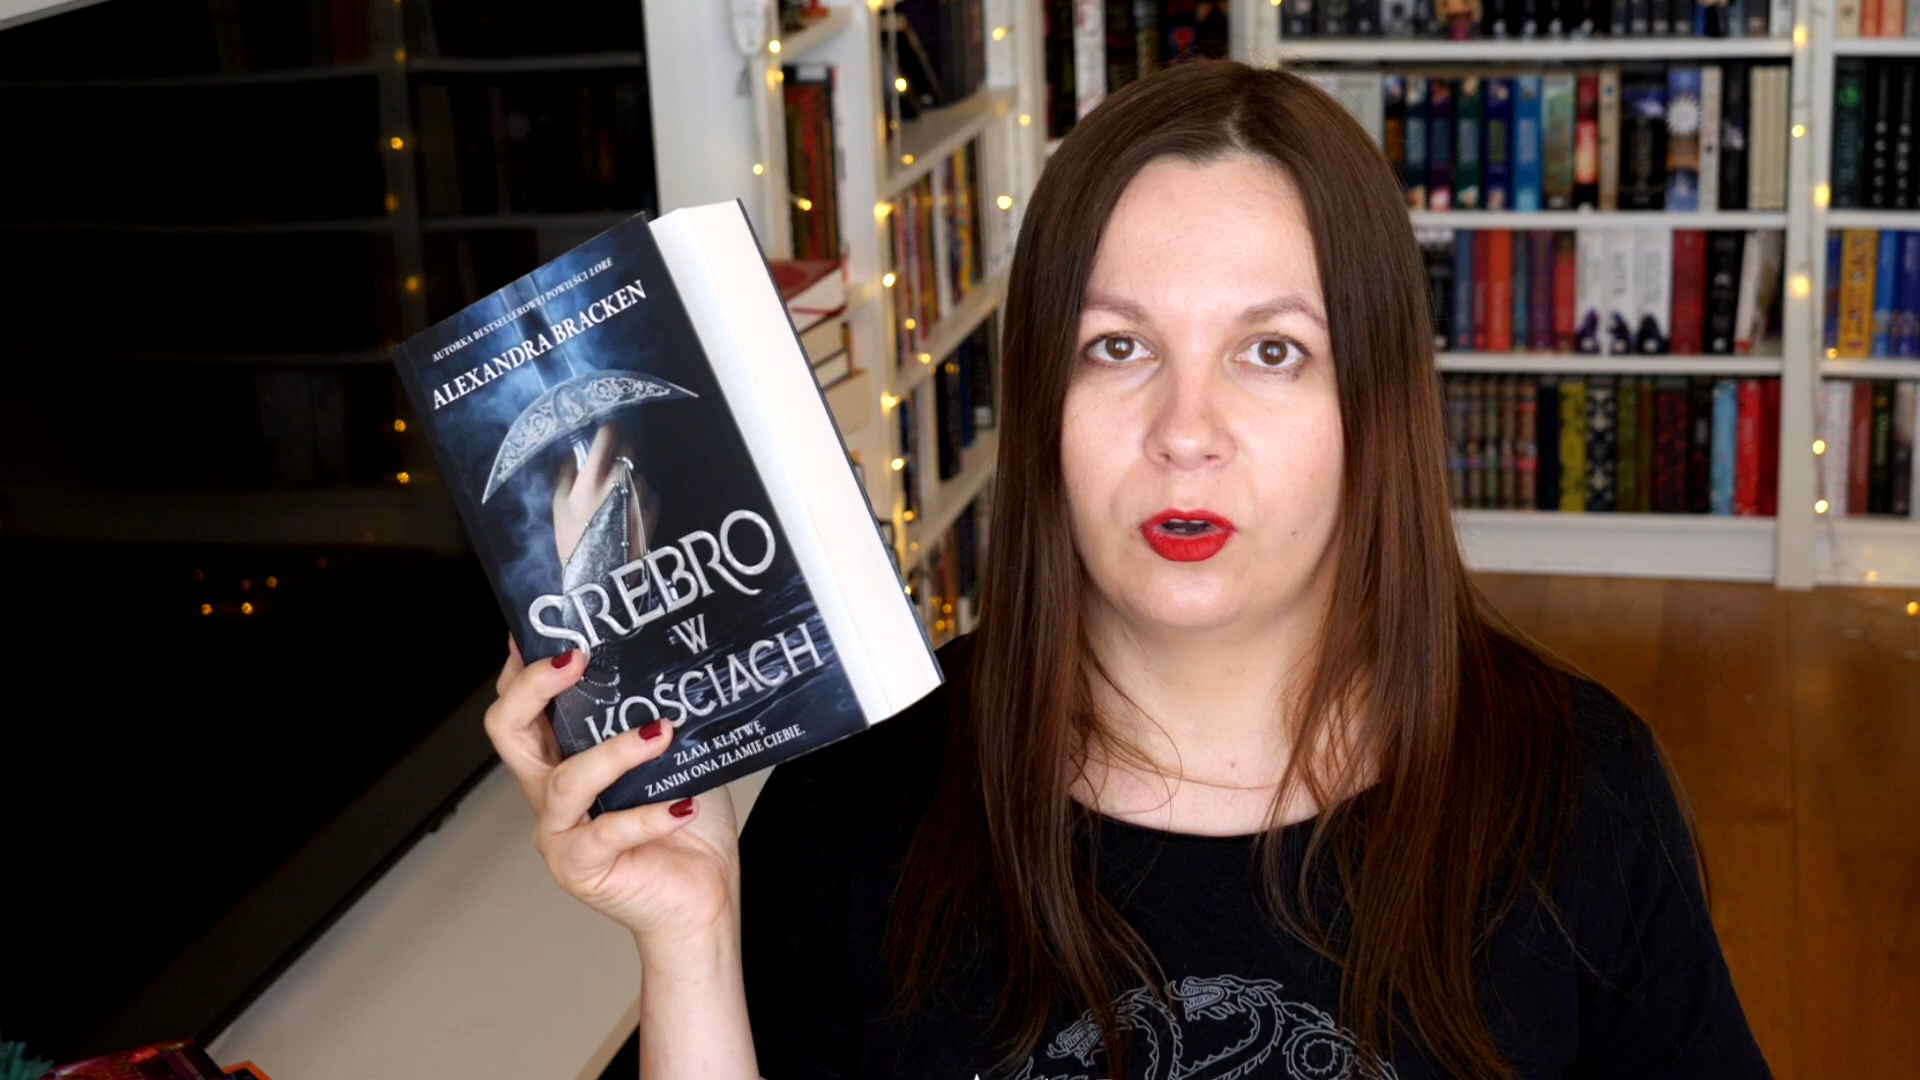 AUTORKA BESTSELLEROWEJ POWIEŚCI LORE
ALEXANDRA BRACKEN
SREBRO
W
KOŚCIACH
ZŁAM KLĄTWĘ,
ZANIM ONA ZŁAMIE CIEBIE.